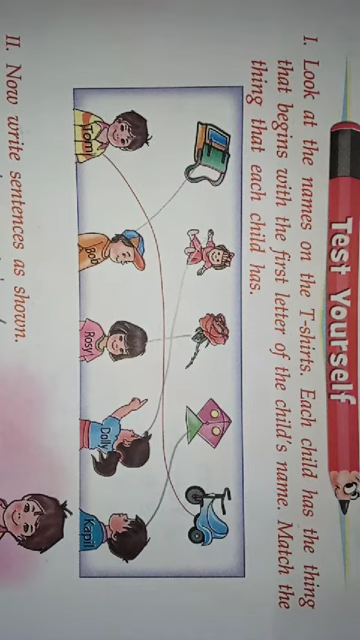 Test Yourself
I. Look at the names on the T-shirts. Each child has the thing
that begins with the first letter of the child's name. Match the
thing that each child has.
Tom
Bob
Rosy
Dolly
Kapil
II. Now write sentences as shown.